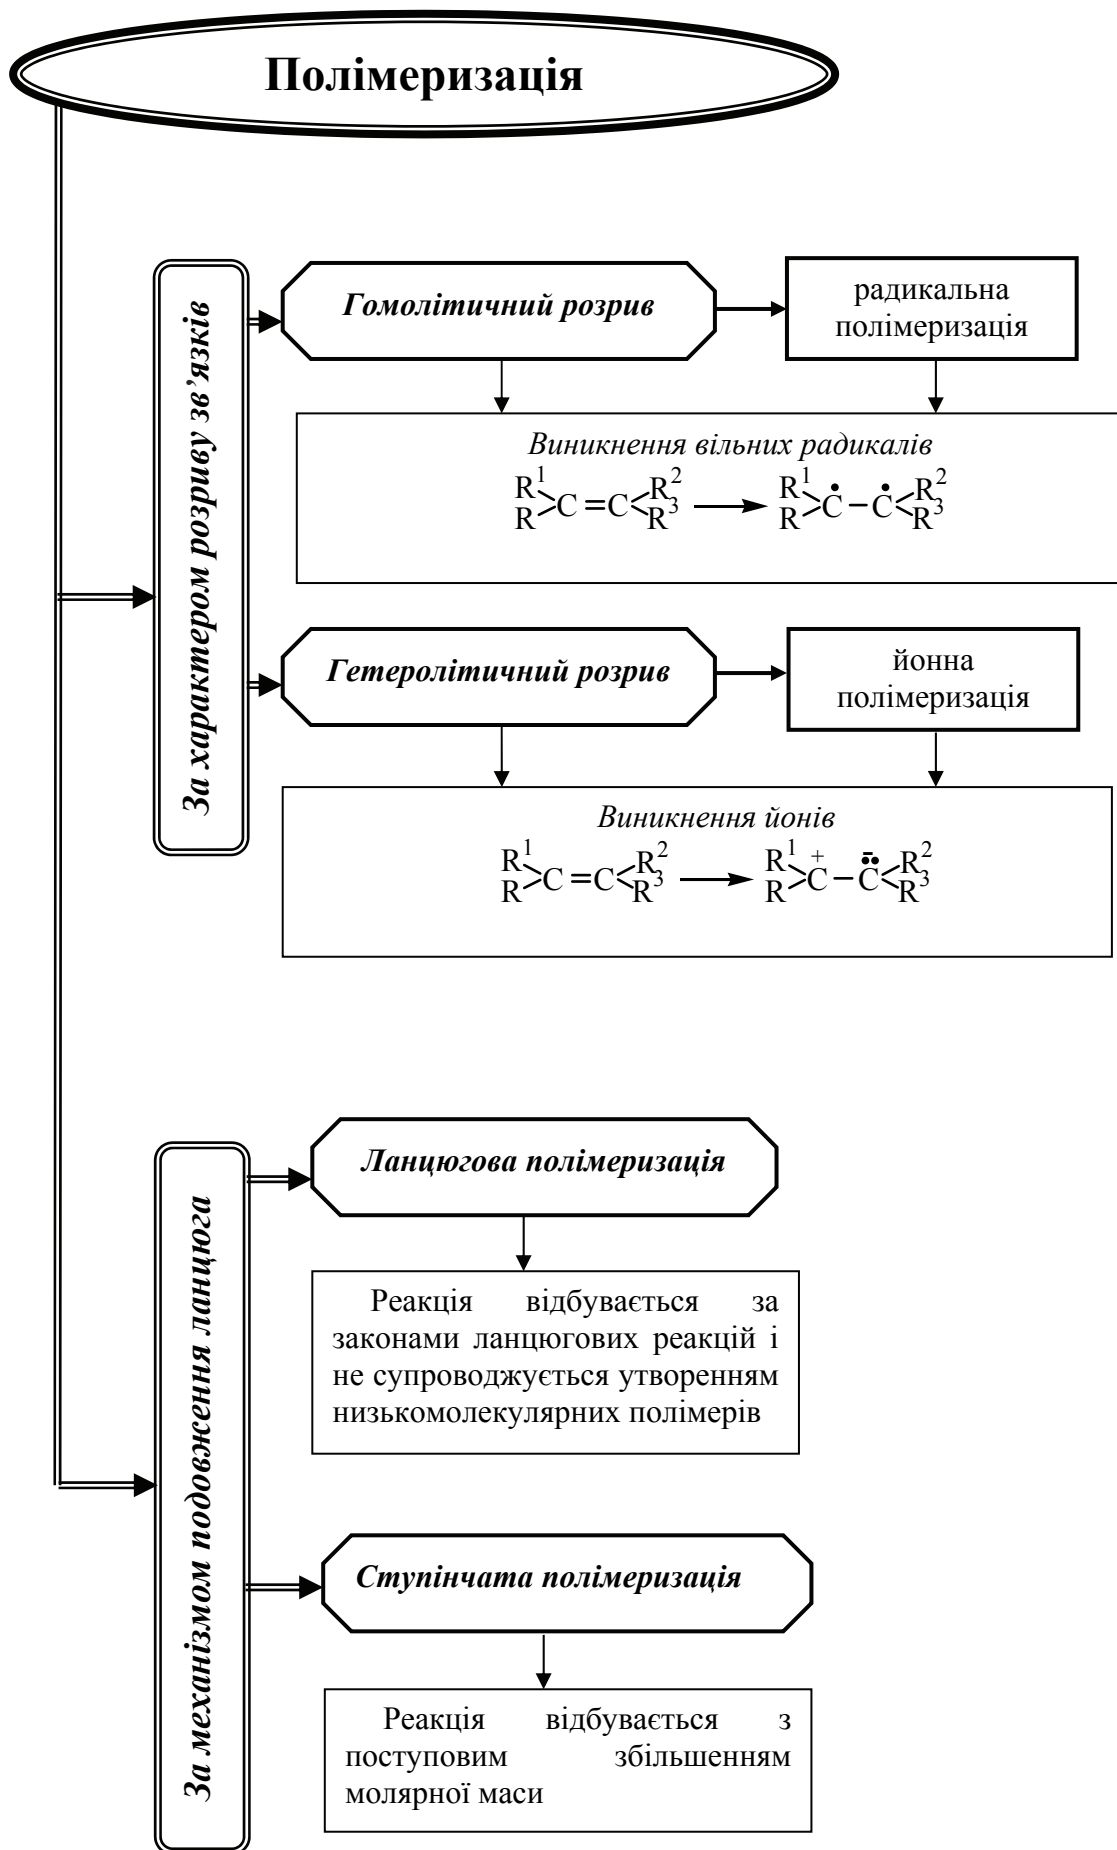 Полімеризація
За характером розриву зв’язків
Гомолітичний розрив
радикальна
полімеризація
Виникнення вільних радикалів
R¹ R² R¹ • • R²
>C=C< ⟶ >C–C<
R R³ R R³
Гетеролітичний розрив
йонна
полімеризація
Виникнення йонів
R¹ R² R¹ + •• – R²
>C=C< ⟶ >C–C<
R R³ R R³
За механізмом подовження ланцюга
Ланцюгова полімеризація
Реакція відбувається за
законами ланцюгових реакцій і
не супроводжується утворенням
низькомолекулярних полімерів
Ступінчата полімеризація
Реакція відбувається з
поступовим збільшенням
молярної маси